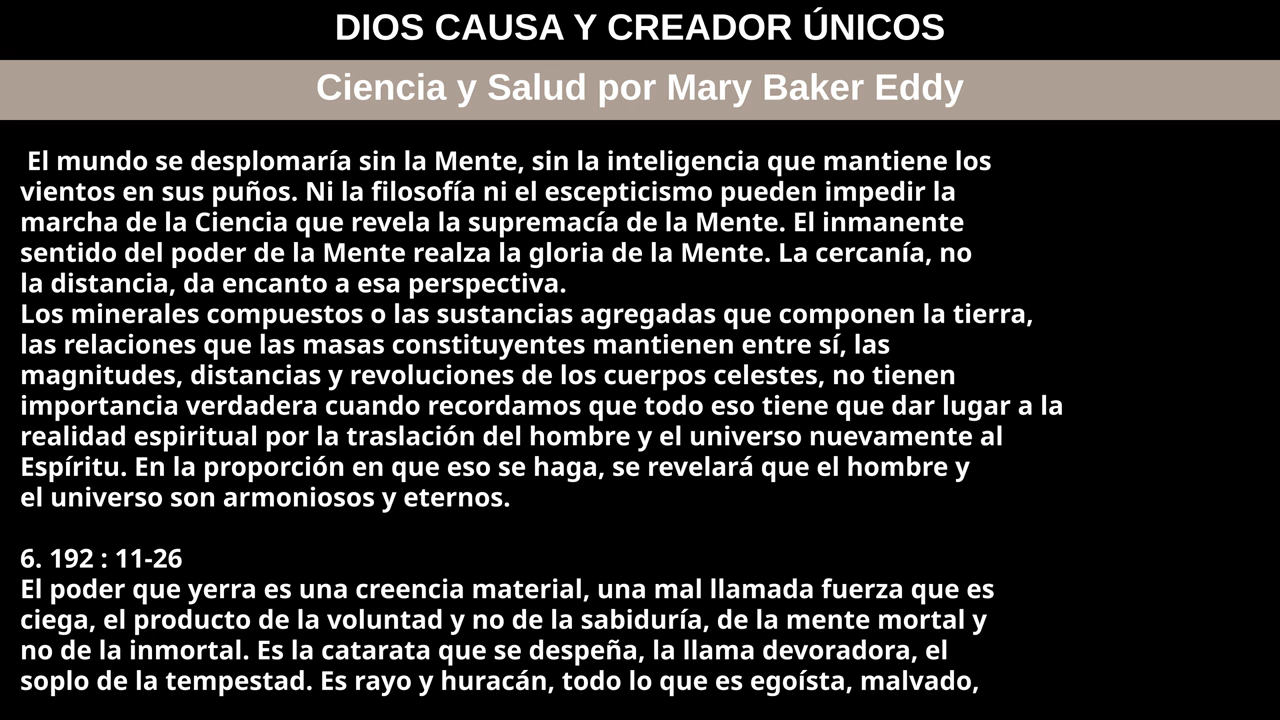 DIOS CAUSA Y CREADOR ÚNICOS
Ciencia y Salud por Mary Baker Eddy
El mundo se desplomaría sin la Mente, sin la inteligencia que mantiene los
vientos en sus puños. Ni la filosofía ni el escepticismo pueden impedir la
marcha de la Ciencia que revela la supremacía de la Mente. El inmanente
sentido del poder de la Mente realza la gloria de la Mente. La cercanía, no
la distancia, da encanto a esa perspectiva.
Los minerales compuestos o las sustancias agregadas que componen la tierra,
las relaciones que las masas constituyentes mantienen entre sí, las
magnitudes, distancias y revoluciones de los cuerpos celestes, no tienen
importancia verdadera cuando recordamos que todo eso tiene que dar lugar a la
realidad espiritual por la traslación del hombre y el universo nuevamente al
Espíritu. En la proporción en que eso se haga, se revelará que el hombre y
el universo son armoniosos y eternos.
6. 192 : 11-26
El poder que yerra es una creencia material, una mal llamada fuerza que es
ciega, el producto de la voluntad y no de la sabiduría, de la mente mortal y
no de la inmortal. Es la catarata que se despeña, la llama devoradora, el
soplo de la tempestad. Es rayo y huracán, todo lo que es egoísta, malvado,